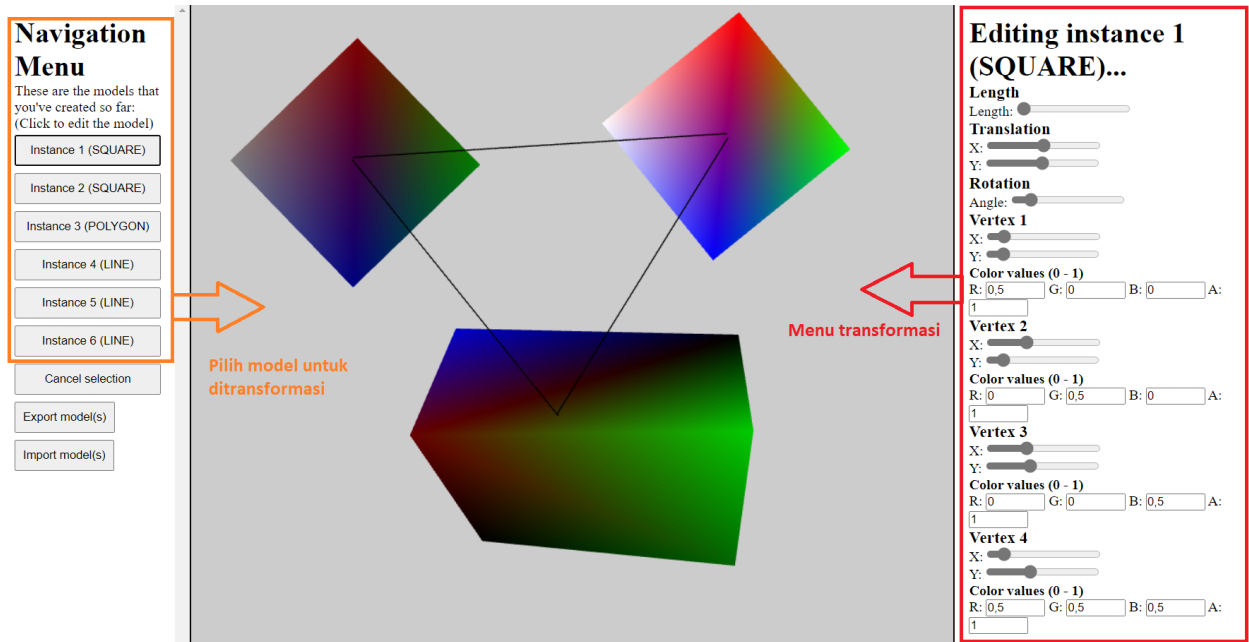 Navigation
Menu
These are the models that
you've created so far:
(Click to edit the model)
Instance 1 (SQUARE)
Instance 2 (SQUARE)
Instance 3 (POLYGON)
Instance 4 (LINE)
Instance 5 (LINE)
Instance 6 (LINE)
Cancel selection
Export model(s)
Import model(s)
Pilih model untuk
ditransformasi
Menu transformasi
Editing instance 1
(SQUARE)...
Length
Length:
Translation
X:
Y:
Rotation
Angle:
Vertex 1
X:
Y:
Color values (0 - 1)
R: 0,5 G: 0 B: 0 A:
1
Vertex 2
X:
Y:
Color values (0 - 1)
R: 0 G: 0,5 B: 0 A:
1
Vertex 3
X:
Y:
Color values (0 - 1)
R: 0 G: 0 B: 0,5 A:
1
Vertex 4
X:
Y:
Color values (0 - 1)
R: 0,5 G: 0,5 B: 0,5 A:
1